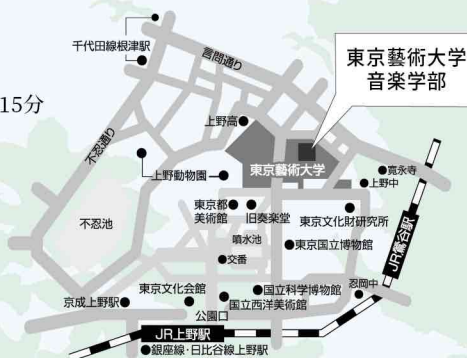 千代田線根津駅
言問通り
東京藝術大学
音楽学部
15分
不忍通り
上野高
上野動物園
東京藝術大学
寛永寺
上野中
東京都
美術館
旧奏楽堂
東京文化財研究所
JR鶯谷駅
不忍池
噴水池
東京国立博物館
交番
東京文化会館
国立科学博物館
忍岡中
京成上野駅
公園口
国立西洋美術館
JR上野駅
銀座線・日比谷線上野駅